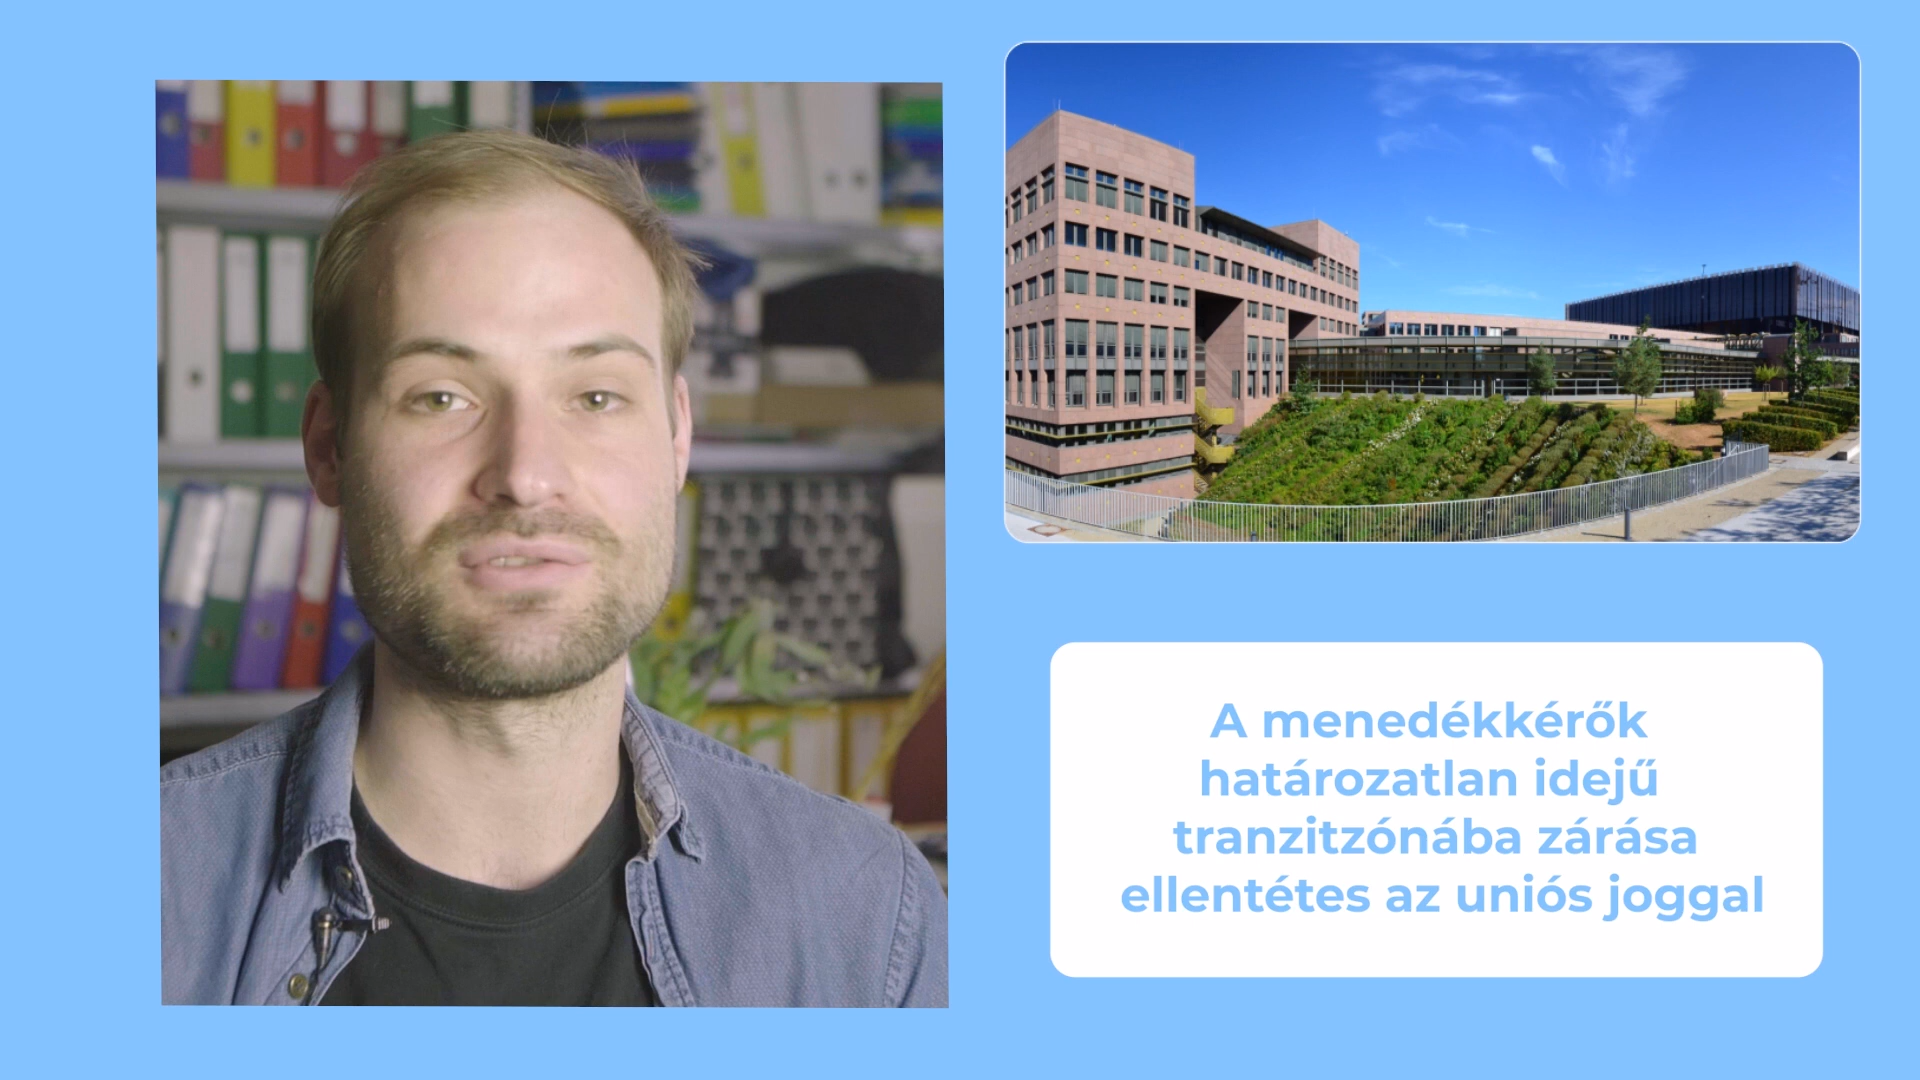 A menedékkérők
határozatlan idejű
tranzitzónába zárása
ellentétes az uniós joggal